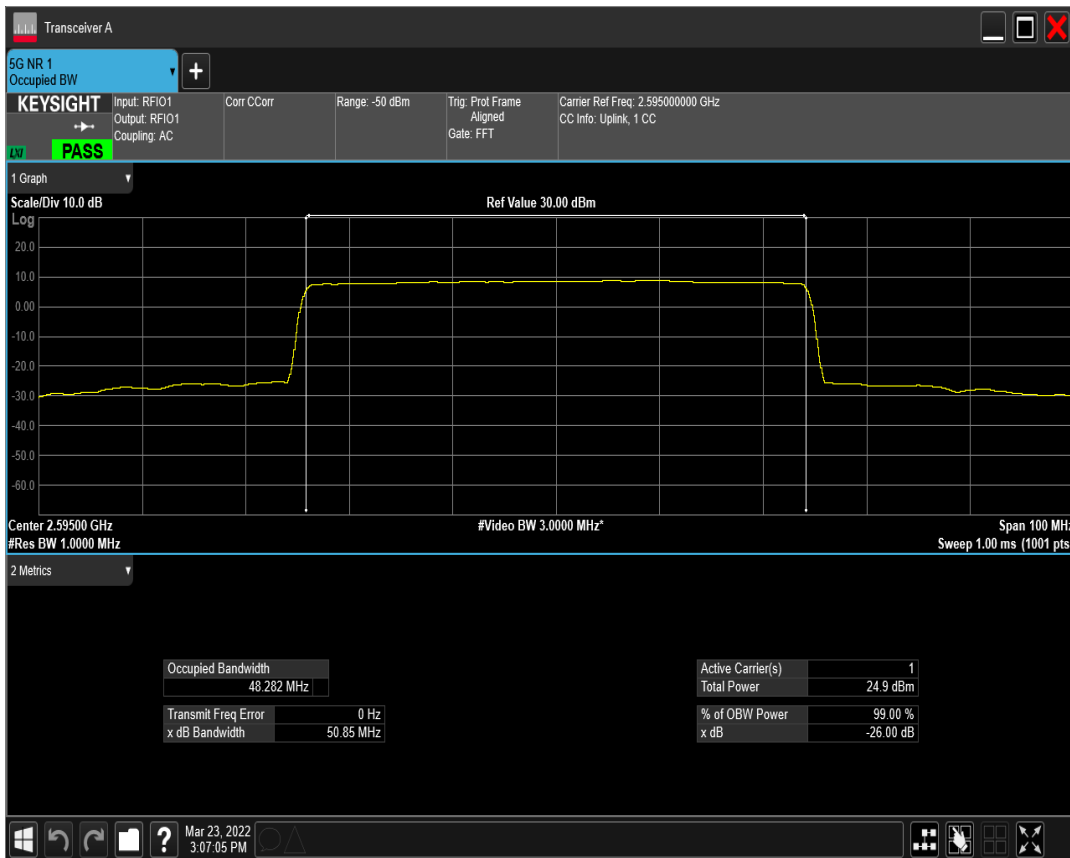 Transceiver A
5G NR 1
Occupied BW
KEYSIGHT
LXI
PASS
Input: RFIO1
Output: RFIO1
Coupling: AC
Corr CCorr
Range: -50 dBm
Trig: Prot Frame
Aligned
Gate: FFT
Carrier Ref Freq: 2.595000000 GHz
CC Info: Uplink, 1 CC
1 Graph
Scale/Div 10.0 dB
Ref Value 30.00 dBm
Log
20.0
10.0
0.00
-10.0
-20.0
-30.0
-40.0
-50.0
-60.0
Center 2.59500 GHz
#Video BW 3.0000 MHz*
Span 100 MHz
#Res BW 1.0000 MHz
Sweep 1.00 ms (1001 pts
2 Metrics
Occupied Bandwidth
48.282 MHz
Transmit Freq Error 0 Hz
x dB Bandwidth 50.85 MHz
Active Carrier(s) 1
Total Power 24.9 dBm
% of OBW Power 99.00 %
x dB -26.00 dB
Mar 23, 2022
3:07:05 PM